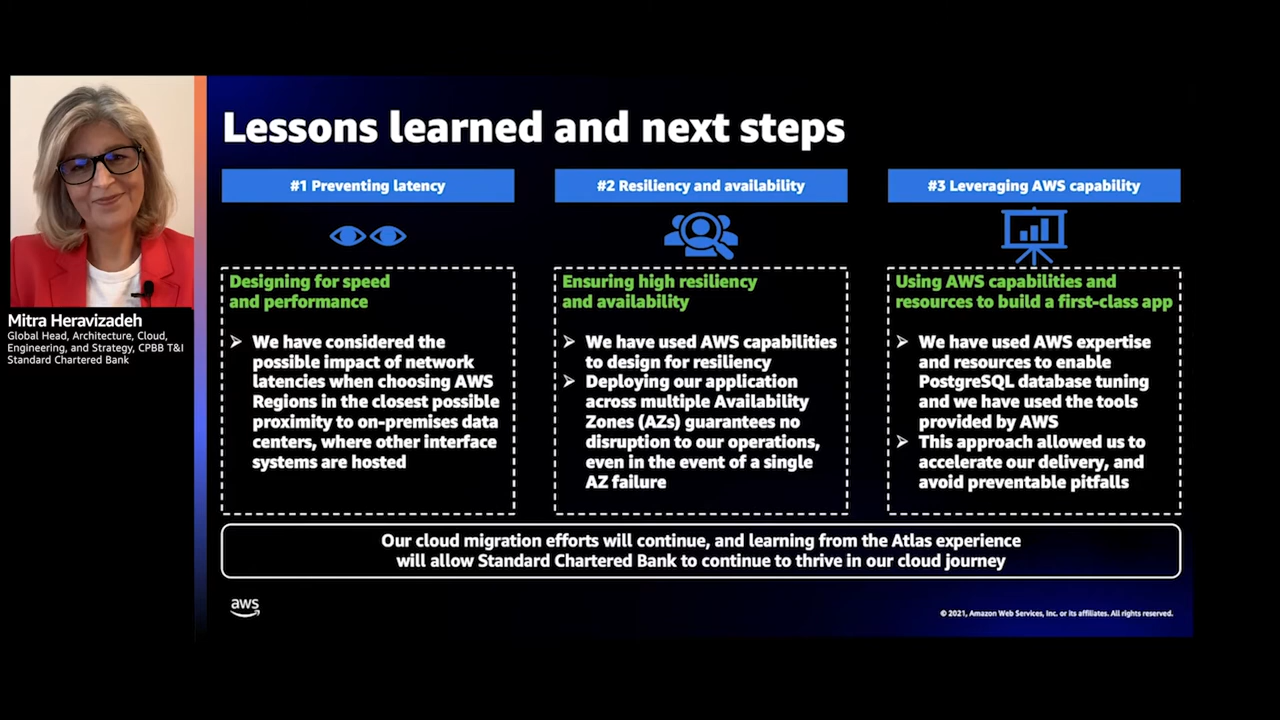 Lessons learned and next steps
#1 Preventing latency
#2 Resiliency and availability
#3 Leveraging AWS capability
Designing for speed
and performance
➢ We have considered the
possible impact of network
latencies when choosing AWS
Regions in the closest possible
proximity to on-premises data
centers, where other interface
systems are hosted
Ensuring high resiliency
and availability
➢ We have used AWS capabilities
to design for resiliency
➢ Deploying our application
across multiple Availability
Zones (AZs) guarantees no
disruption to our operations,
even in the event of a single
AZ failure
Using AWS capabilities and
resources to build a first-class app
➢ We have used AWS expertise
and resources to enable
PostgreSQL database tuning
and we have used the tools
provided by AWS
➢ This approach allowed us to
accelerate our delivery, and
avoid preventable pitfalls
Our cloud migration efforts will continue, and learning from the Atlas experience
will allow Standard Chartered Bank to continue to thrive in our cloud journey
Mitra Heravizadeh
Global Head, Architecture, Cloud,
Engineering, and Strategy, CPBB T&I
Standard Chartered Bank
aws
© 2021, Amazon Web Services, Inc. or its affiliates. All rights reserved.